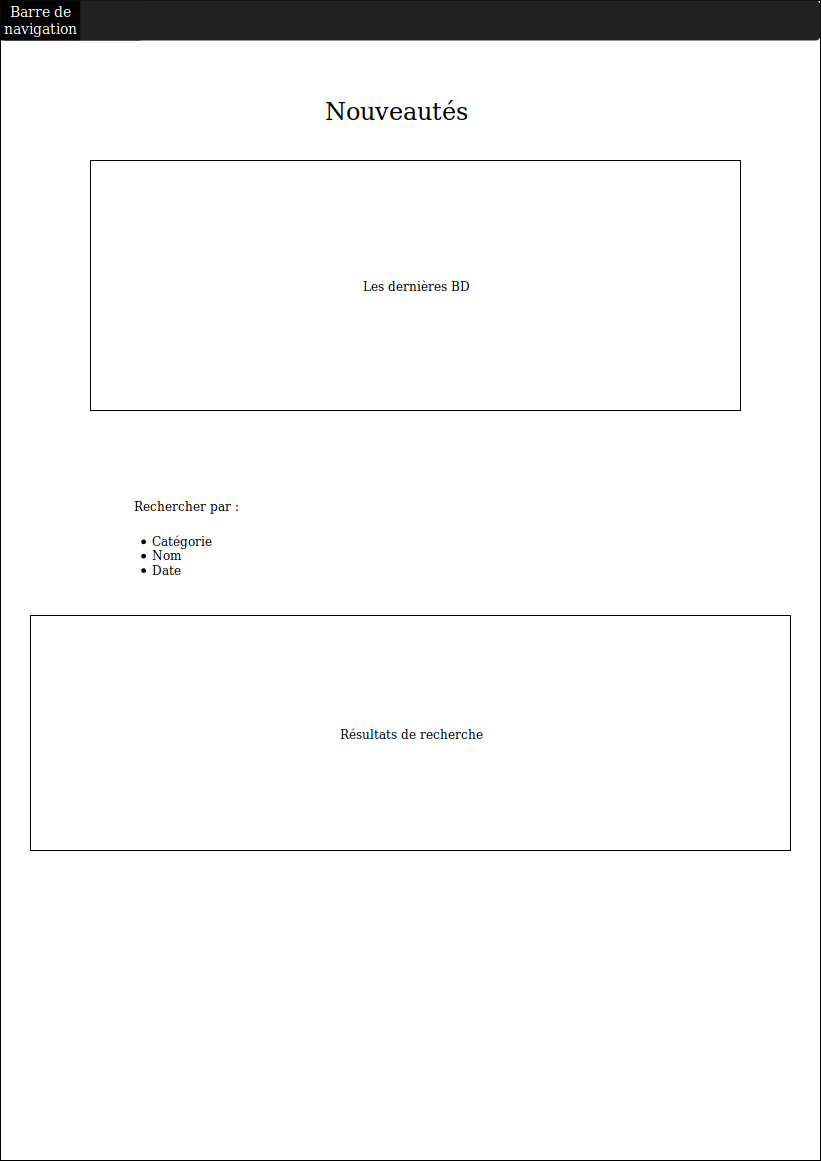 Barre de
navigation
Nouveautés
Les dernières BD
Rechercher par :
• Catégorie
• Nom
• Date
Résultats de recherche